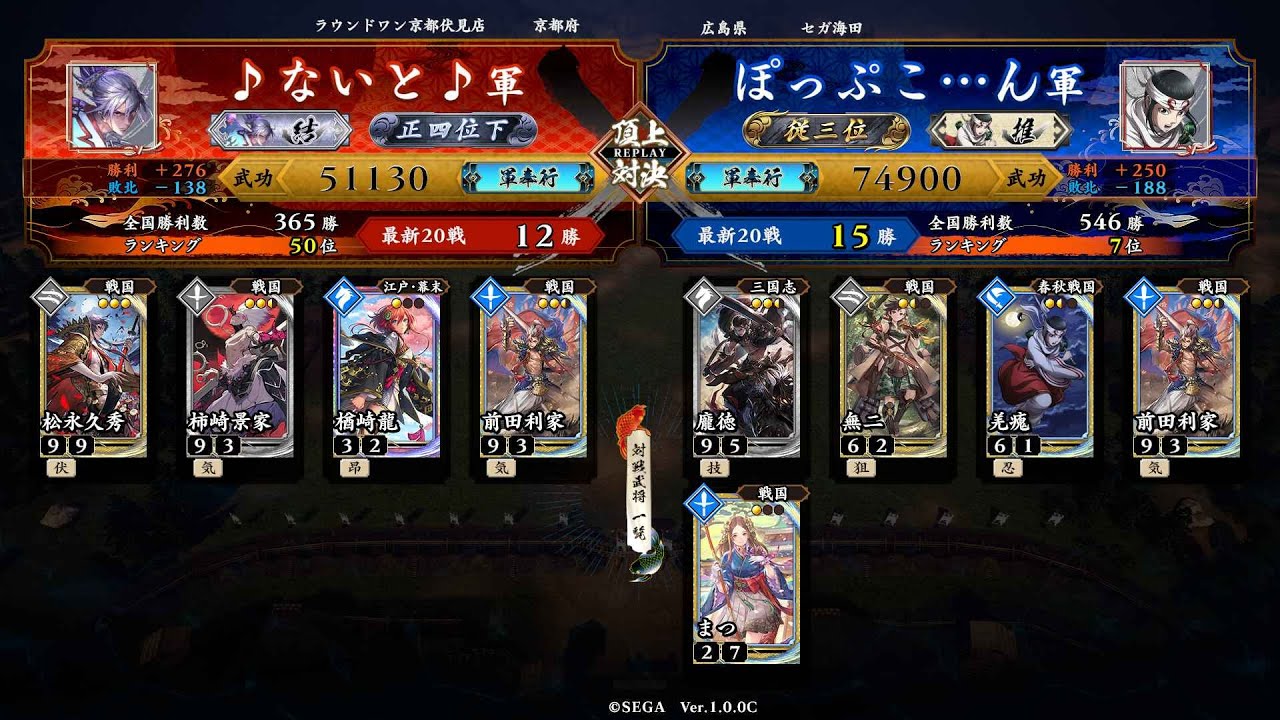 ラウンドワン京都伏見店 京都府
広島県 セガ海田
♪ないと♪軍
ぽっぷこ…ん軍
結 正四位下
従三位 推
頂上
REPLAY
対決
勝利 +276
敗北 -138
武功 51130 軍奉行
軍奉行 74900 武功
勝利 +250
敗北 -188
全国勝利数 365勝
ランキング 50位
最新20戦 12勝
最新20戦 15勝
全国勝利数 546勝
ランキング 7位
戦国
松永久秀
9 9
伏
戦国
柿崎景家
9 3
気
江戸・幕末
楢崎龍
3 2
昂
戦国
前田利家
9 3
気
対戦武将一覧
三国志
龐徳
9 5
技
戦国
無二
6 2
狙
春秋戦国
羌瘣
6 1
忍
戦国
前田利家
9 3
気
戦国
まつ
2 7
©SEGA Ver.1.0.0C